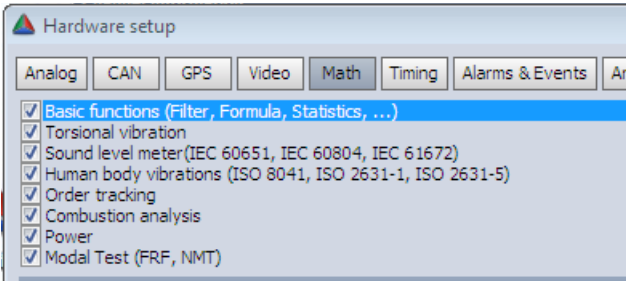 Hardware setup
Analog CAN GPS Video Math Timing Alarms & Events
Basic functions (Filter, Formula, Statistics, ...)
Torsional vibration
Sound level meter(IEC 60651, IEC 60804, IEC 61672)
Human body vibrations (ISO 8041, ISO 2631-1, ISO 2631-5)
Order tracking
Combustion analysis
Power
Modal Test (FRF, NMT)